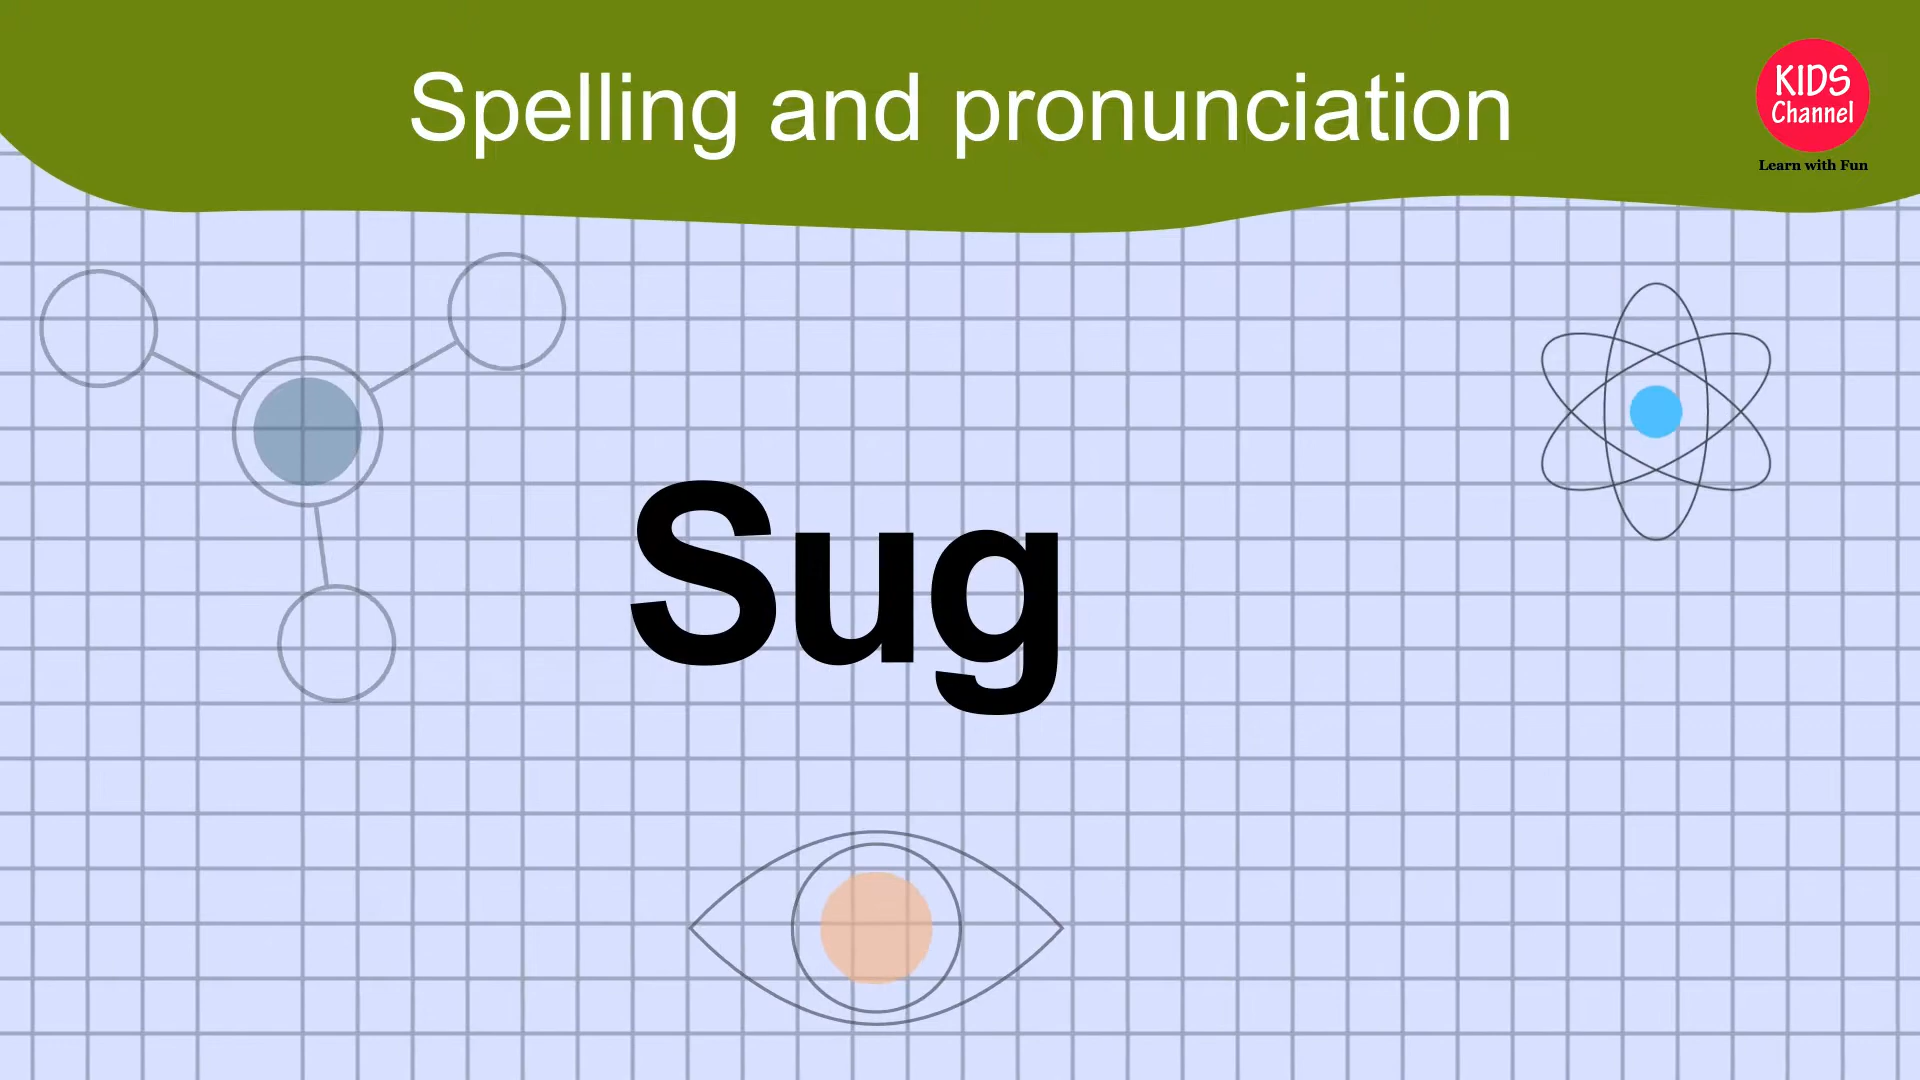 Spelling and pronunciation
KIDS
Channel
Learn with Fun
Sug